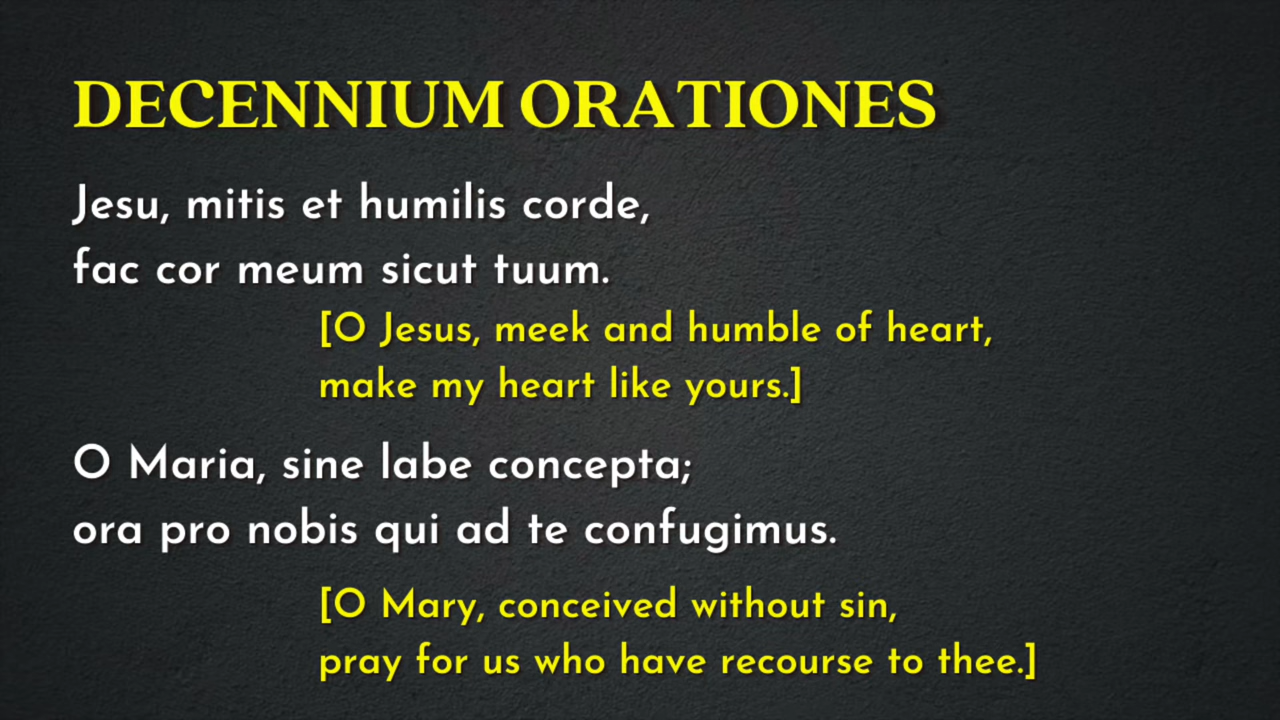 DECENNIUM ORATIONES
Jesu, mitis et humilis corde,
fac cor meum sicut tuum.
[O Jesus, meek and humble of heart,
make my heart like yours.]
O Maria, sine labe concepta;
ora pro nobis qui ad te confugimus.
[O Mary, conceived without sin,
pray for us who have recourse to thee.]